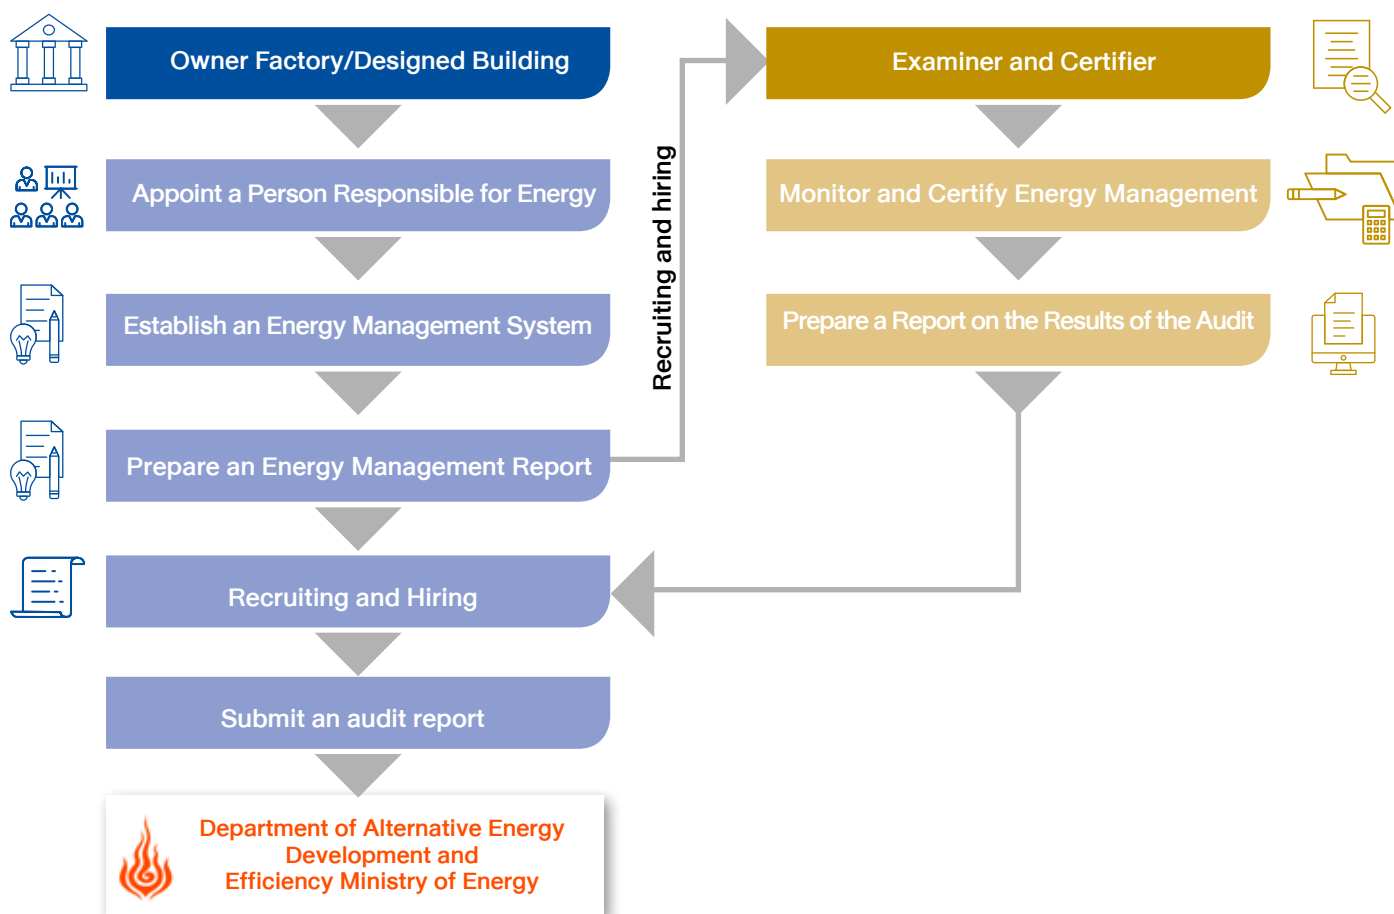 Owner Factory/Designed Building
Appoint a Person Responsible for Energy
Establish an Energy Management System
Prepare an Energy Management Report
Recruiting and Hiring
Submit an audit report
Department of Alternative Energy
Development and
Efficiency Ministry of Energy
Recruiting and hiring
Examiner and Certifier
Monitor and Certify Energy Management
Prepare a Report on the Results of the Audit